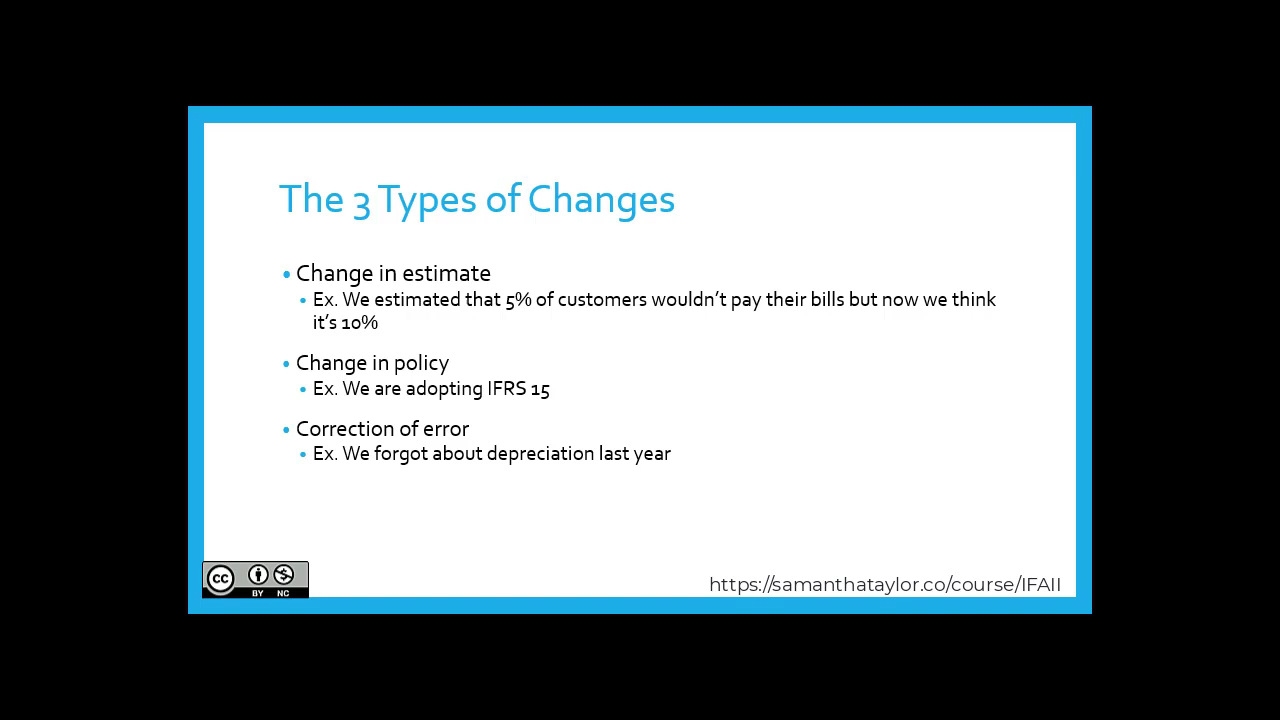 The 3 Types of Changes
• Change in estimate
• Ex. We estimated that 5% of customers wouldn’t pay their bills but now we think
it’s 10%
• Change in policy
• Ex. We are adopting IFRS 15
• Correction of error
• Ex. We forgot about depreciation last year
cc
BY NC
https://samanthataylor.co/course/IFAII